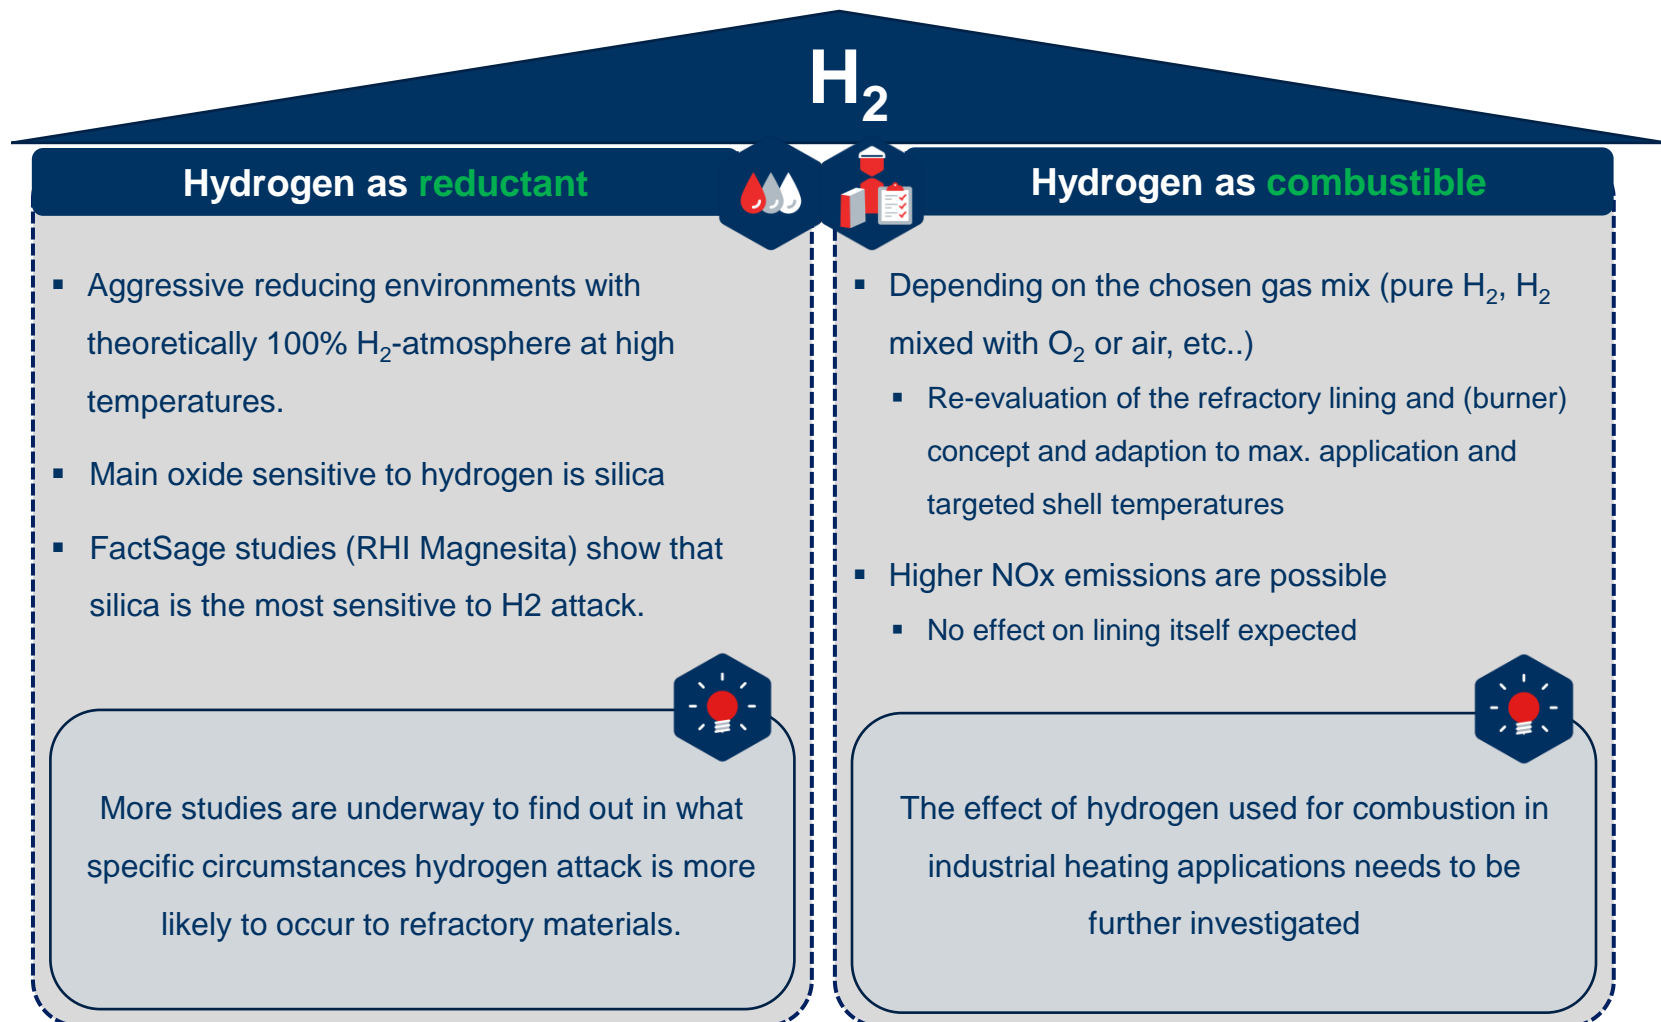 H₂
Hydrogen as reductant
▪ Aggressive reducing environments with
theoretically 100% H₂-atmosphere at high
temperatures.
▪ Main oxide sensitive to hydrogen is silica
▪ FactSage studies (RHI Magnesita) show that
silica is the most sensitive to H2 attack.
More studies are underway to find out in what
specific circumstances hydrogen attack is more
likely to occur to refractory materials.
Hydrogen as combustible
▪ Depending on the chosen gas mix (pure H₂, H₂
mixed with O₂ or air, etc..)
▪ Re-evaluation of the refractory lining and (burner)
concept and adaption to max. application and
targeted shell temperatures
▪ Higher NOx emissions are possible
▪ No effect on lining itself expected
The effect of hydrogen used for combustion in
industrial heating applications needs to be
further investigated